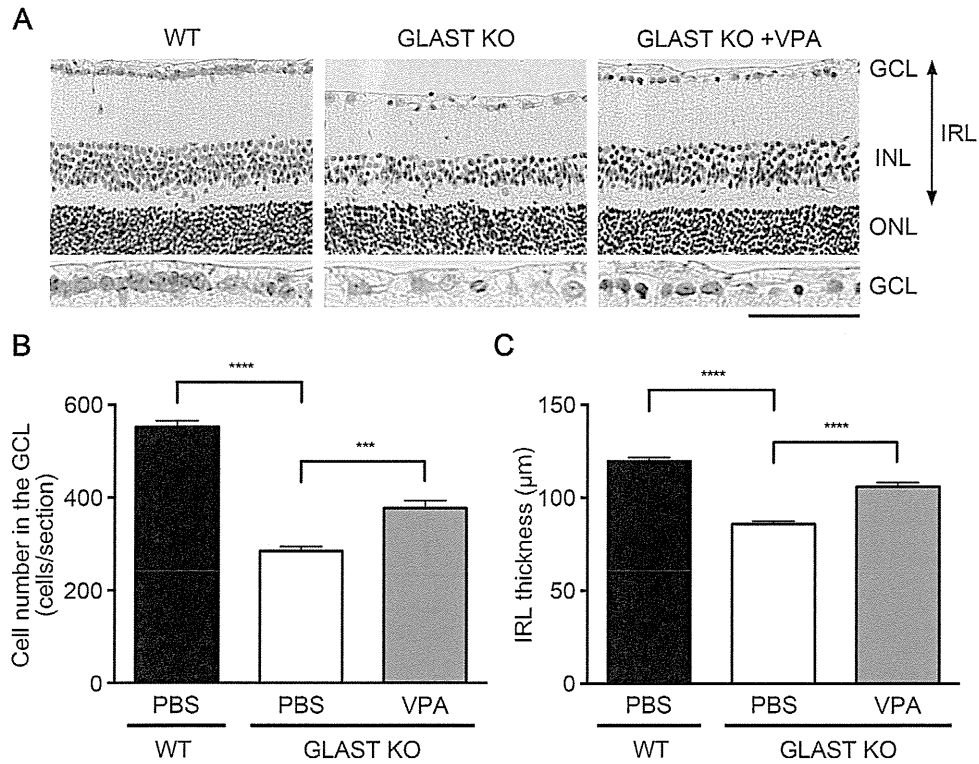 A
WT
GLAST KO
GLAST KO +VPA
GCL
IRL
INL
ONL
GCL
B
Cell number in the GCL
(cells/section)
600
400
200
0
****
***
PBS
PBS
VPA
WT
GLAST KO
C
IRL thickness (μm)
150
100
50
0
****
****
PBS
PBS
VPA
WT
GLAST KO